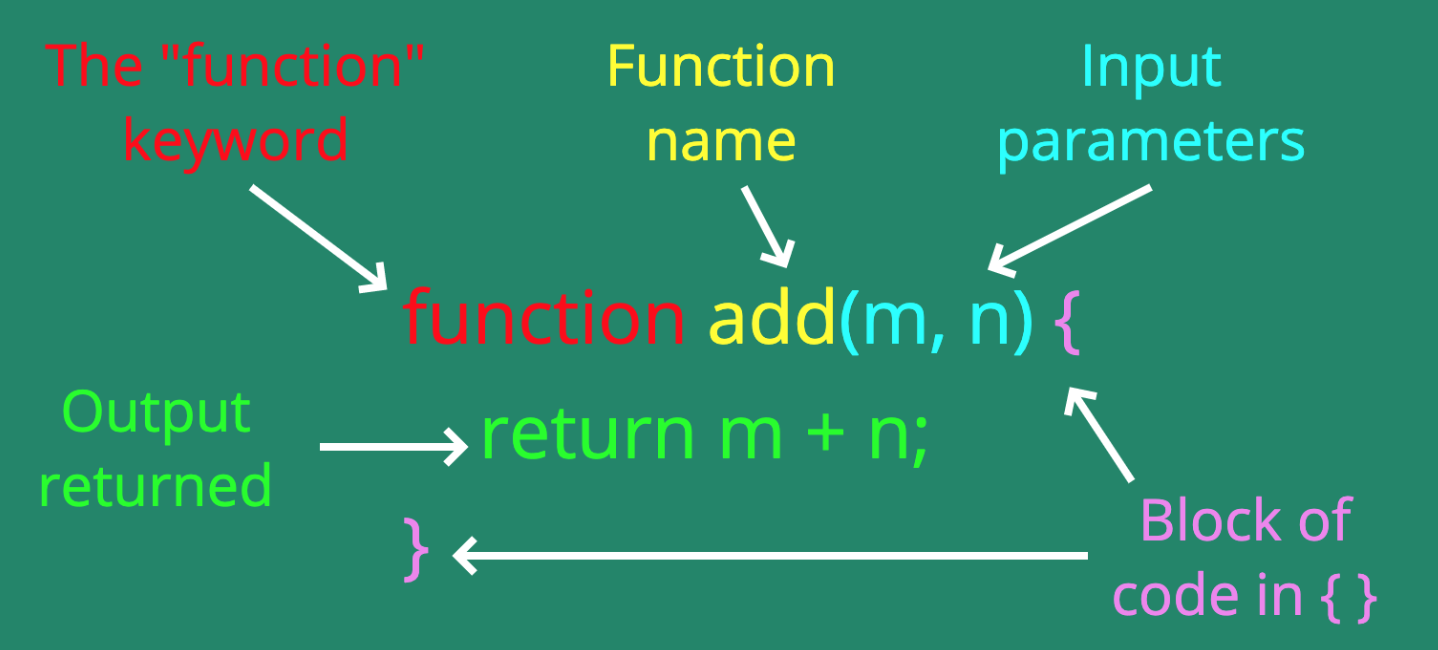 The "function"
keyword
Function
name
Input
parameters
function add(m, n) {
Output
returned
return m + n;
}
Block of
code in { }